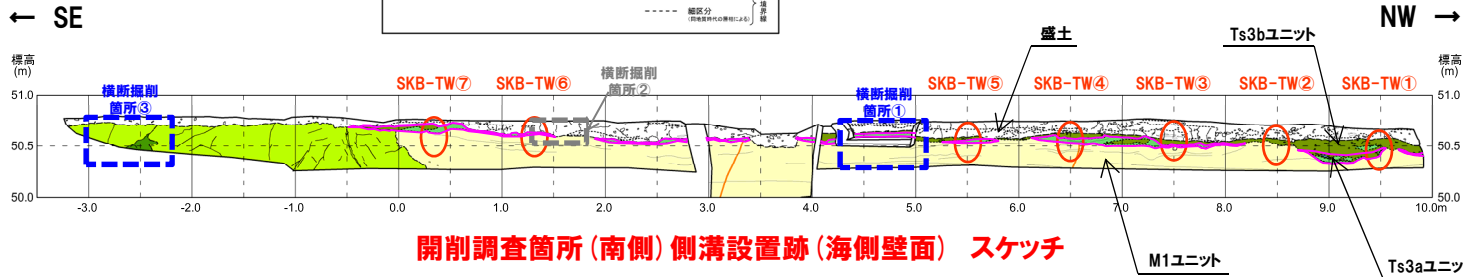 細区分
(同地質時代の層相による)
境界線
← SE
NW →
盛土
Ts3bユニット
標高
(m)
横断掘削
箇所③
SKB-TW⑦
SKB-TW⑥
横断掘削
箇所②
横断掘削
箇所①
SKB-TW⑤
SKB-TW④
SKB-TW③
SKB-TW②
SKB-TW①
標高
(m)
51.0
50.5
50.0
51.0
50.5
50.0
-3.0
-2.0
-1.0
0.0
1.0
2.0
3.0
4.0
5.0
6.0
7.0
8.0
9.0
10.0m
開削調査箇所(南側)側溝設置跡(海側壁面) スケッチ
M1ユニット
Ts3aユニッ